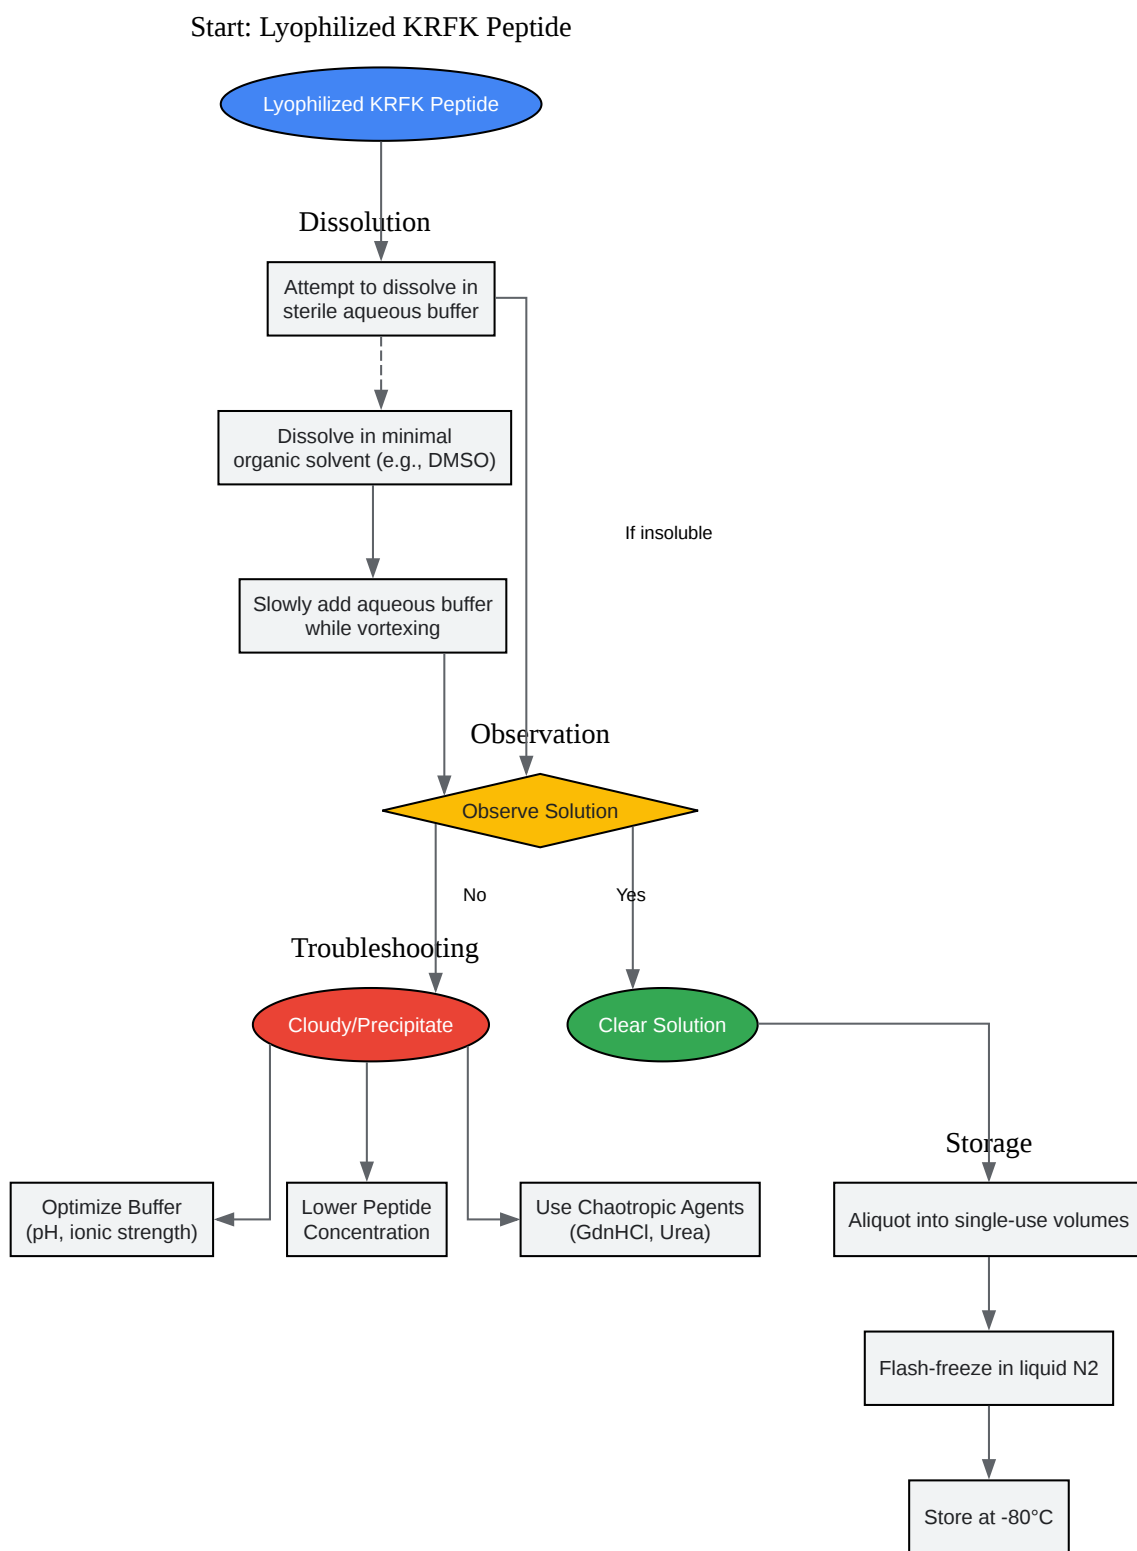 Start: Lyophilized KRFK Peptide
Lyophilized KRFK Peptide
Dissolution
Attempt to dissolve in
sterile aqueous buffer
Dissolve in minimal
organic solvent (e.g., DMSO)
If insoluble
Slowly add aqueous buffer
while vortexing
Observation
Observe Solution
No
Yes
Troubleshooting
Cloudy/Precipitate
Clear Solution
Storage
Optimize Buffer
(pH, ionic strength)
Lower Peptide
Concentration
Use Chaotropic Agents
(GdnHCl, Urea)
Aliquot into single-use volumes
Flash-freeze in liquid N2
Store at -80°C